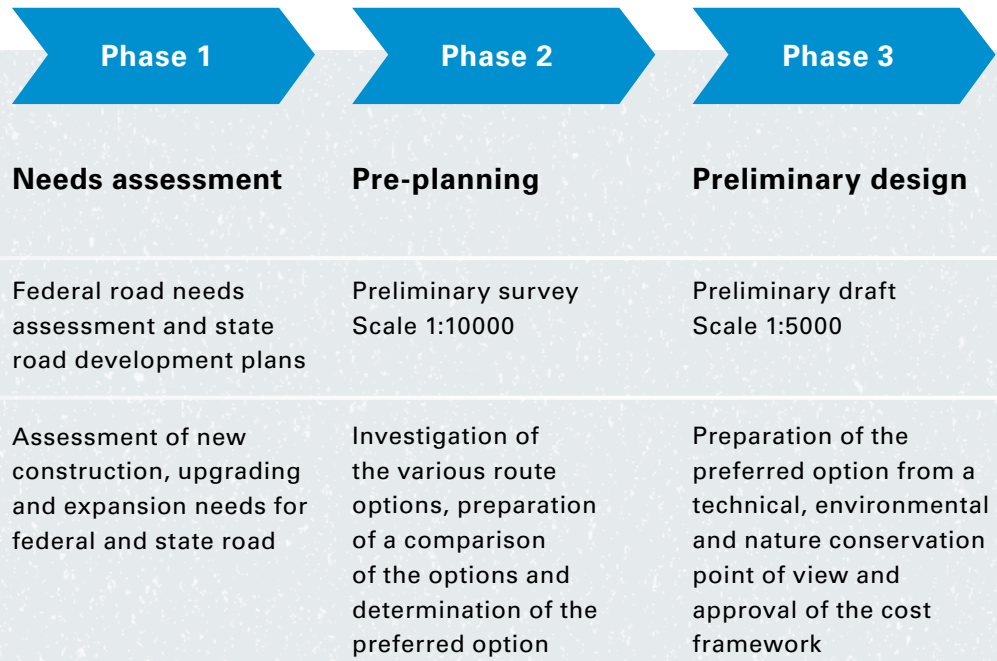 Phase 1
Phase 2
Phase 3
Needs assessment
Pre-planning
Preliminary design
Federal road needs
assessment and state
road development plans
Preliminary survey
Scale 1:10000
Preliminary draft
Scale 1:5000
Assessment of new
construction, upgrading
and expansion needs for
federal and state road
Investigation of
the various route
options, preparation
of a comparison
of the options and
determination of the
preferred option
Preparation of the
preferred option from a
technical, environmental
and nature conservation
point of view and
approval of the cost
framework